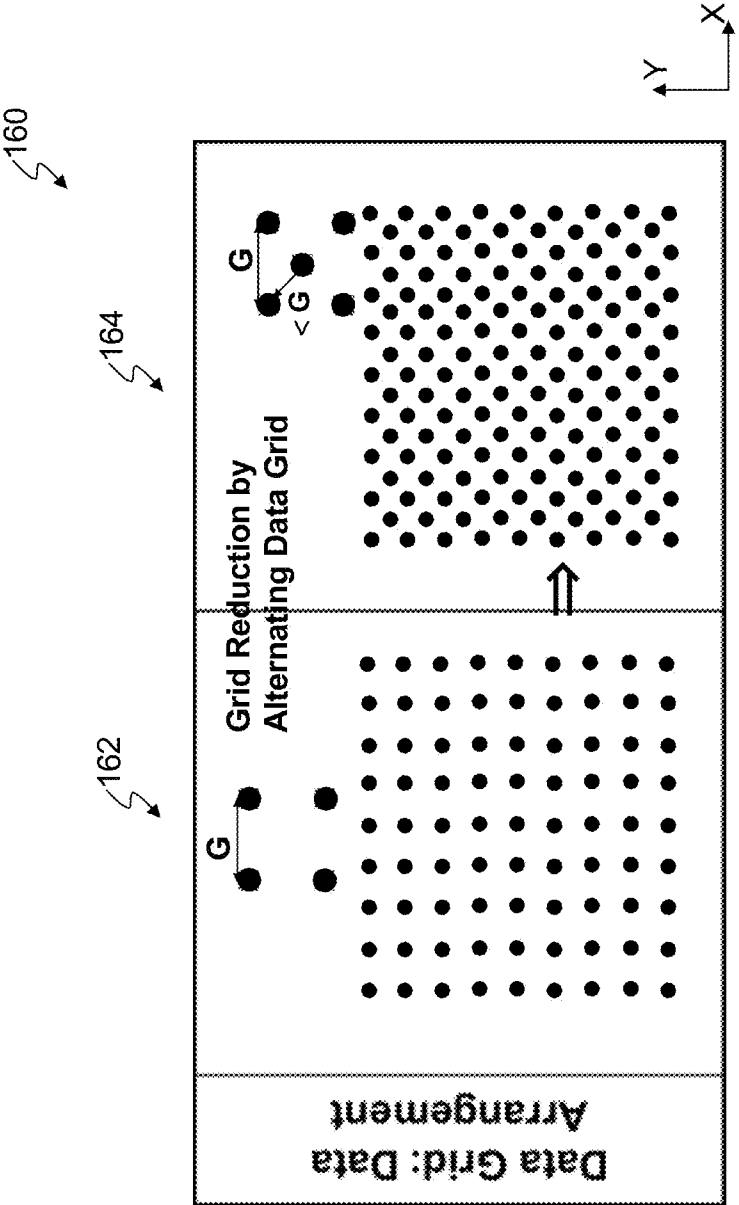 160
164
162
Y
X
G
< G
Grid Reduction by
Alternating Data Grid
G
Data Grid: Data
Arrangement